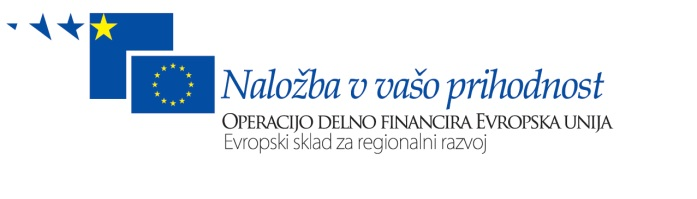 Naložba v vašo prihodnost
OPERACIJO DELNO FINANCIRA EVROPSKA UNIJA
Evropski sklad za regionalni razvoj